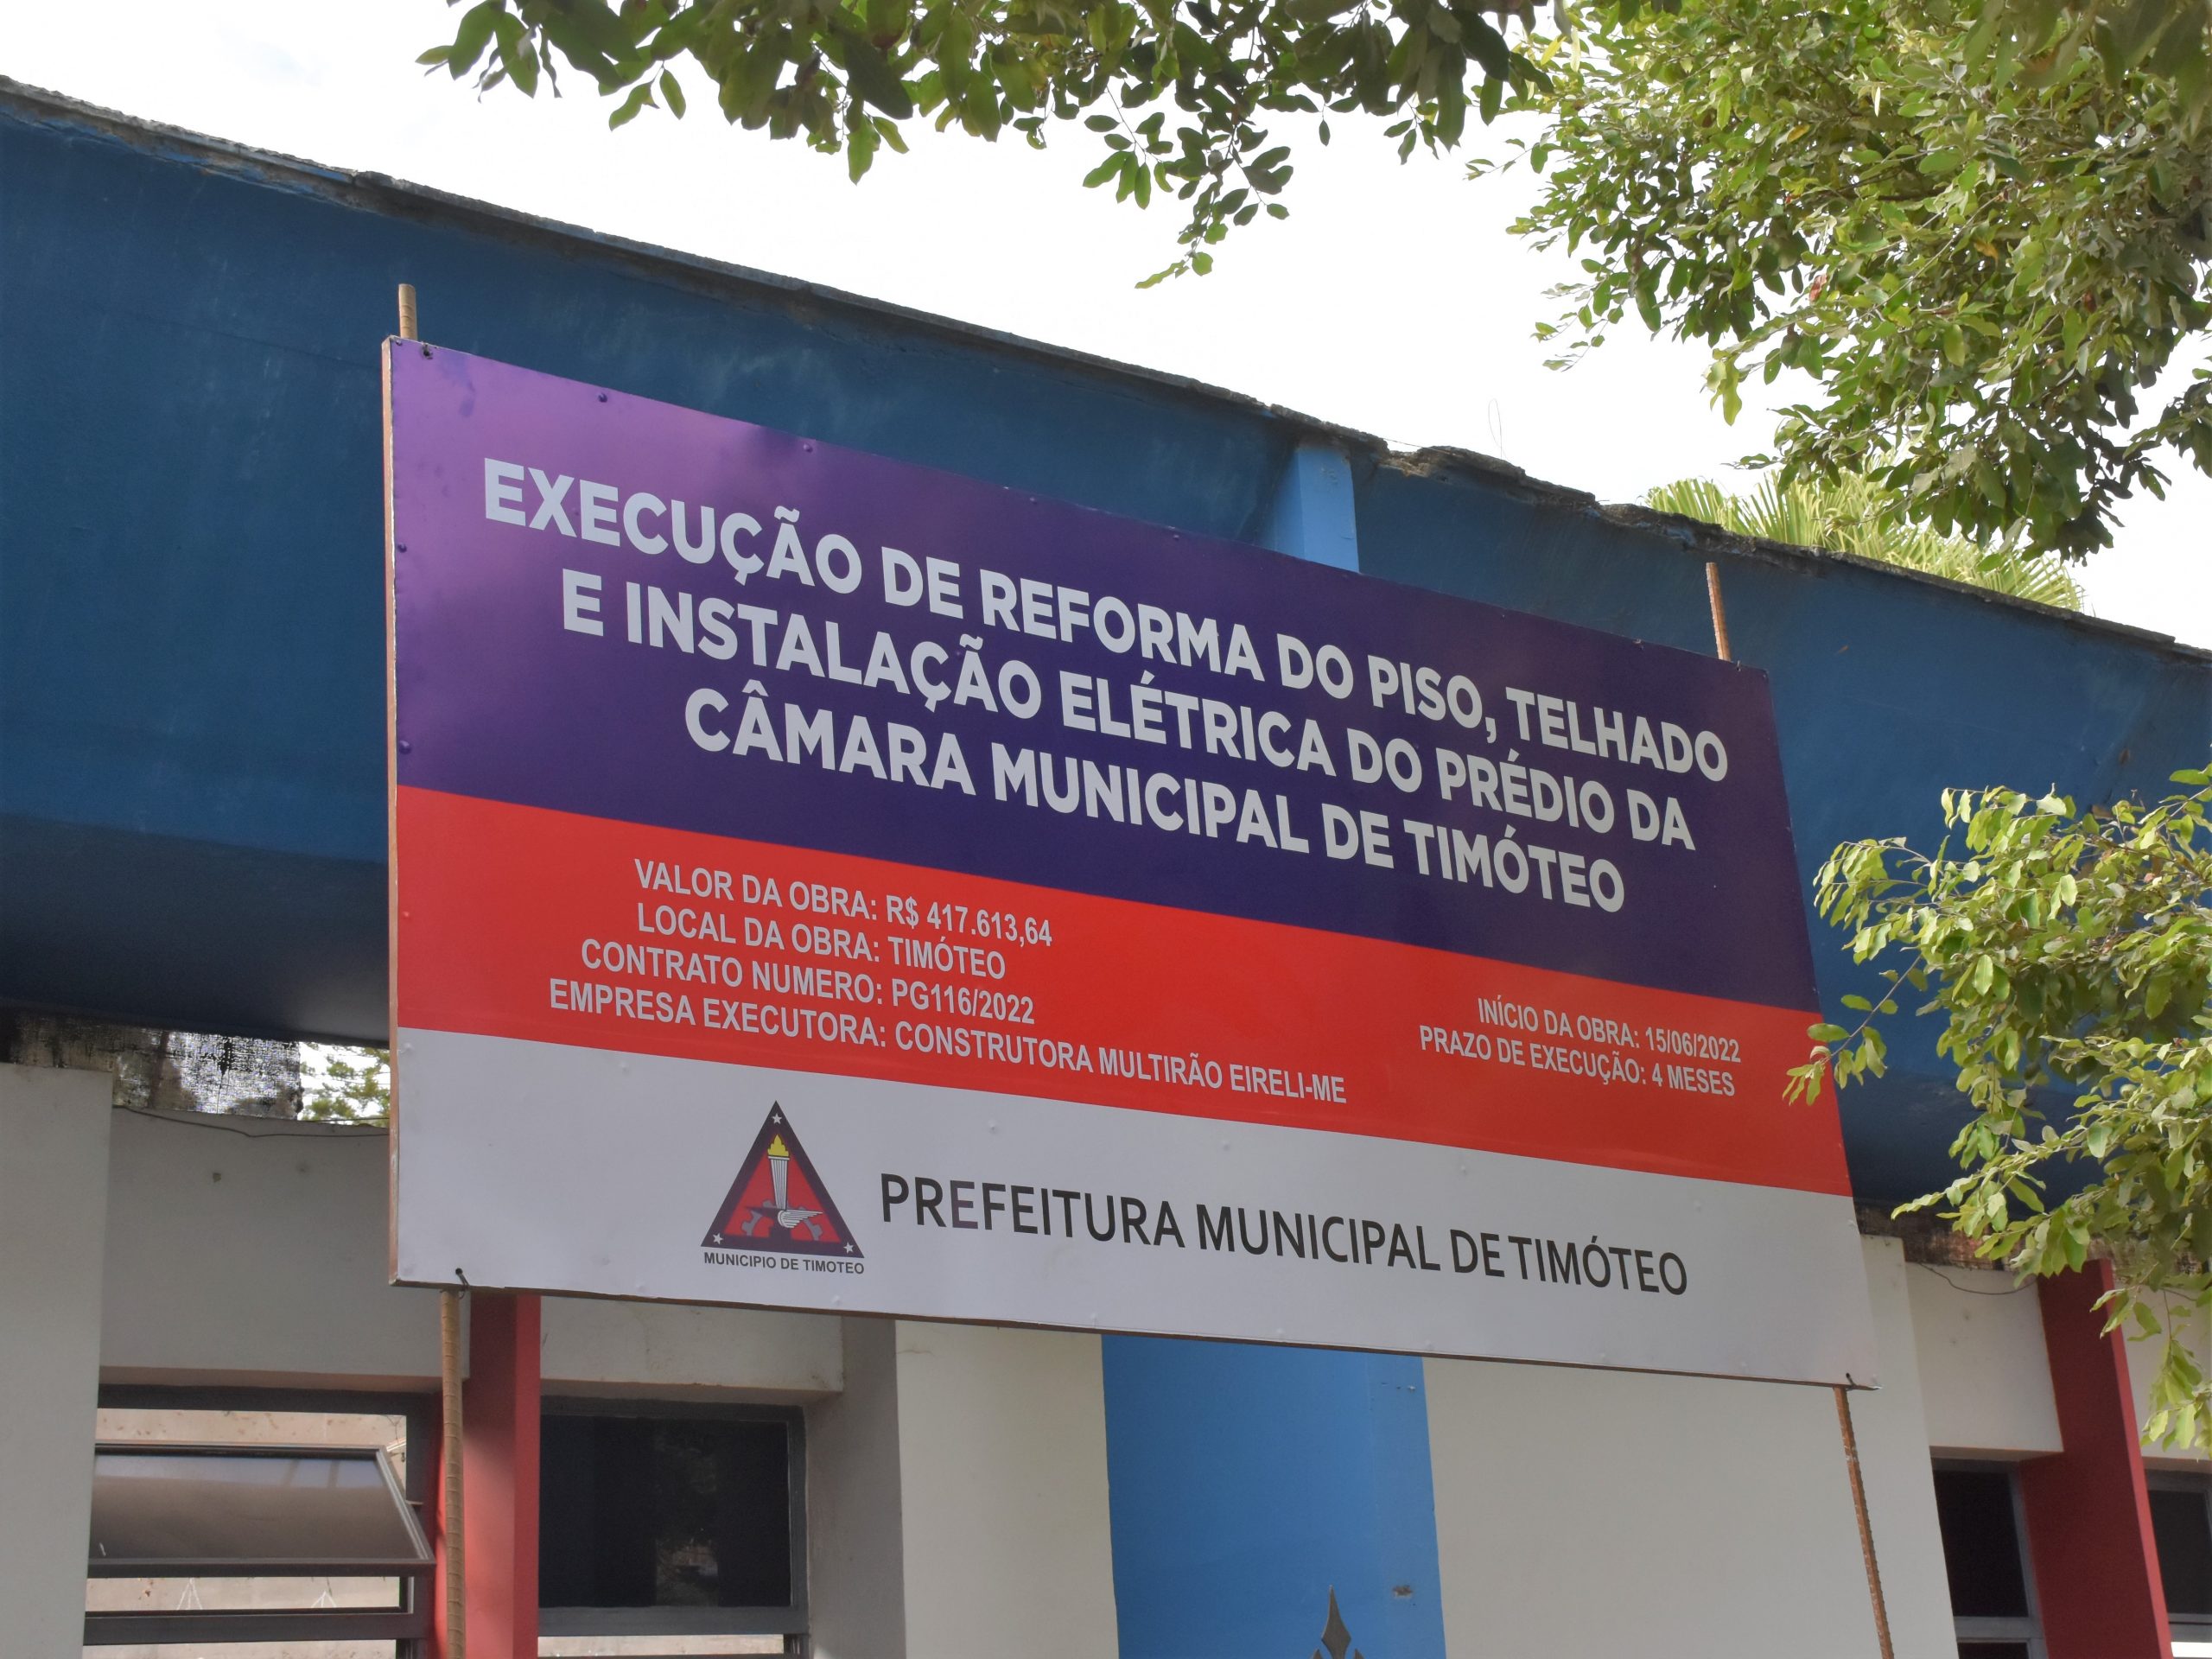 EXECUÇÃO DE REFORMA DO PISO, TELHADO
E INSTALAÇÃO ELÉTRICA DO PRÉDIO DA
CÂMARA MUNICIPAL DE TIMÓTEO
VALOR DA OBRA: R$ 417.613,64
LOCAL DA OBRA: TIMÓTEO
CONTRATO NUMERO: PG116/2022
EMPRESA EXECUTORA: CONSTRUTORA MULTIRÃO EIRELI-ME
INÍCIO DA OBRA: 15/06/2022
PRAZO DE EXECUÇÃO: 4 MESES
MUNICIPIO DE TIMOTEO
PREFEITURA MUNICIPAL DE TIMÓTEO